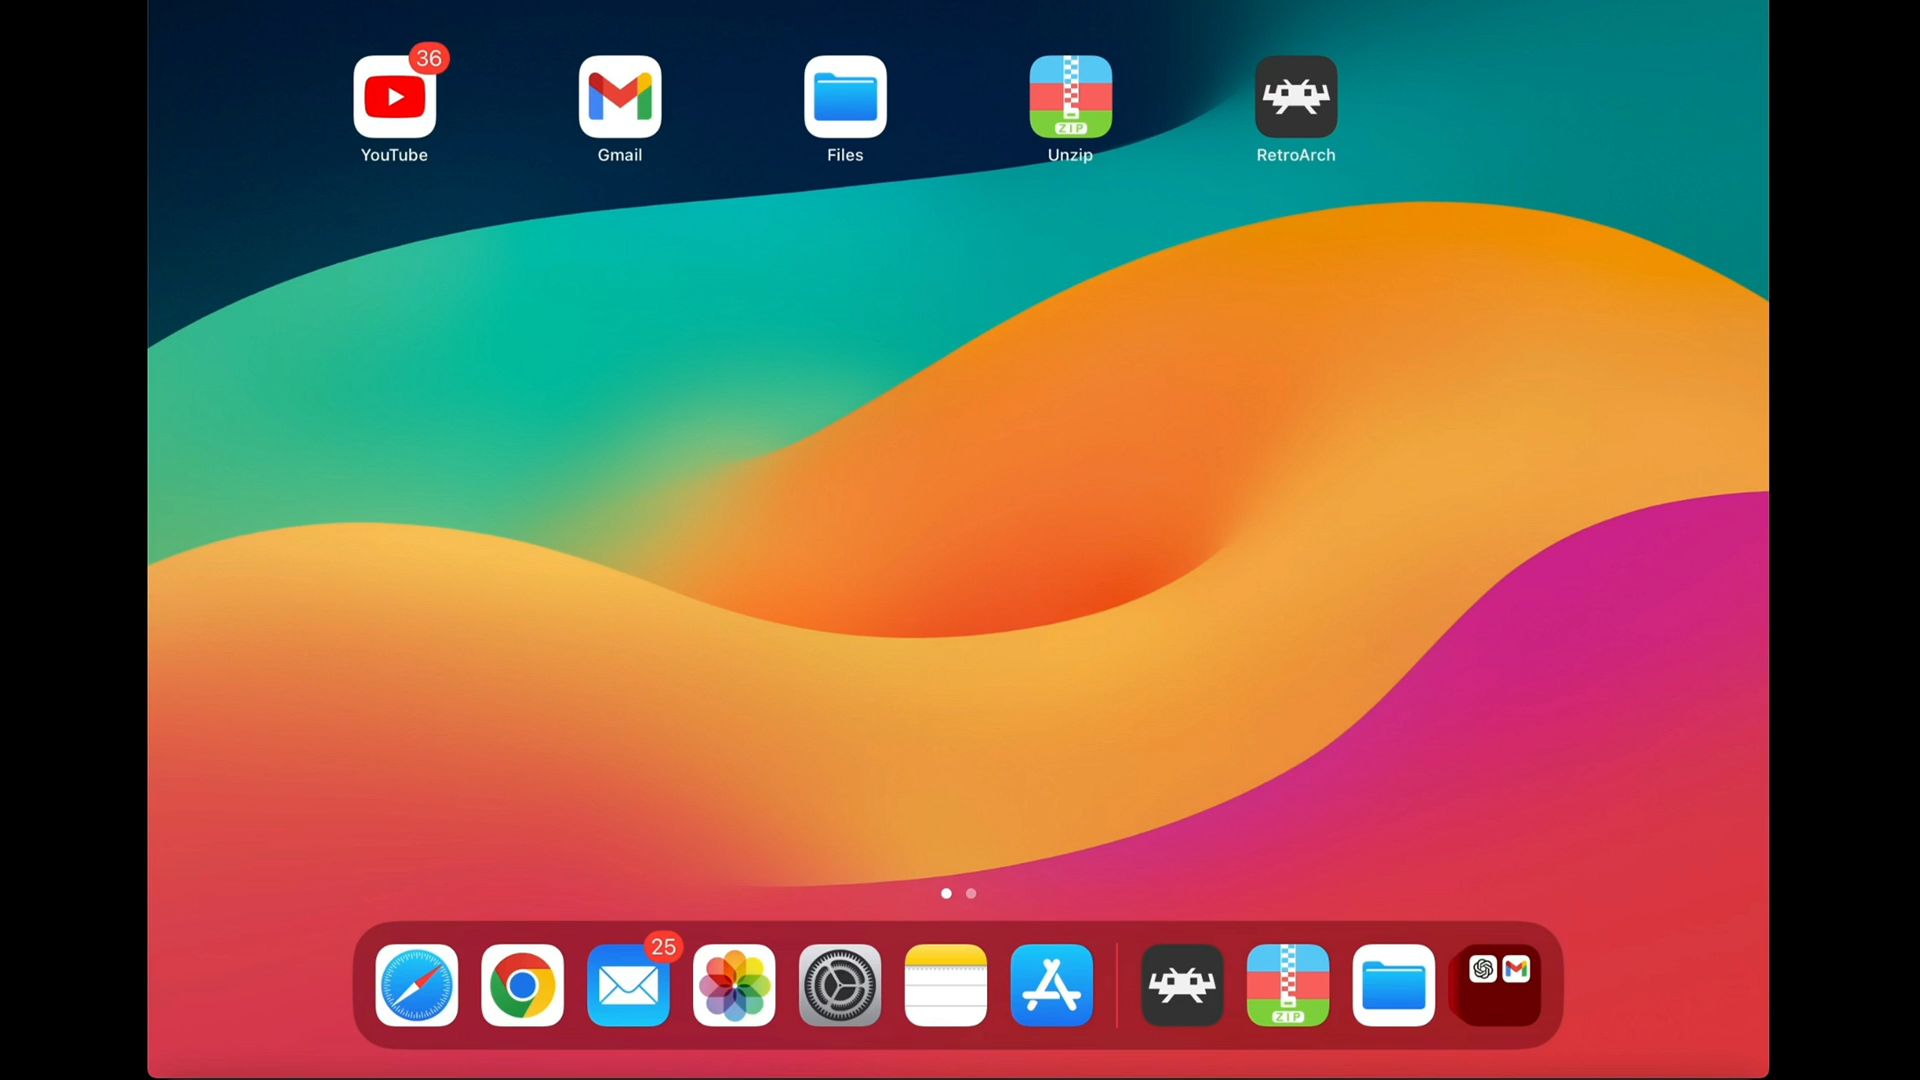 36
YouTube
Gmail
Files
ZIP
Unzip
RetroArch
25
ZIP